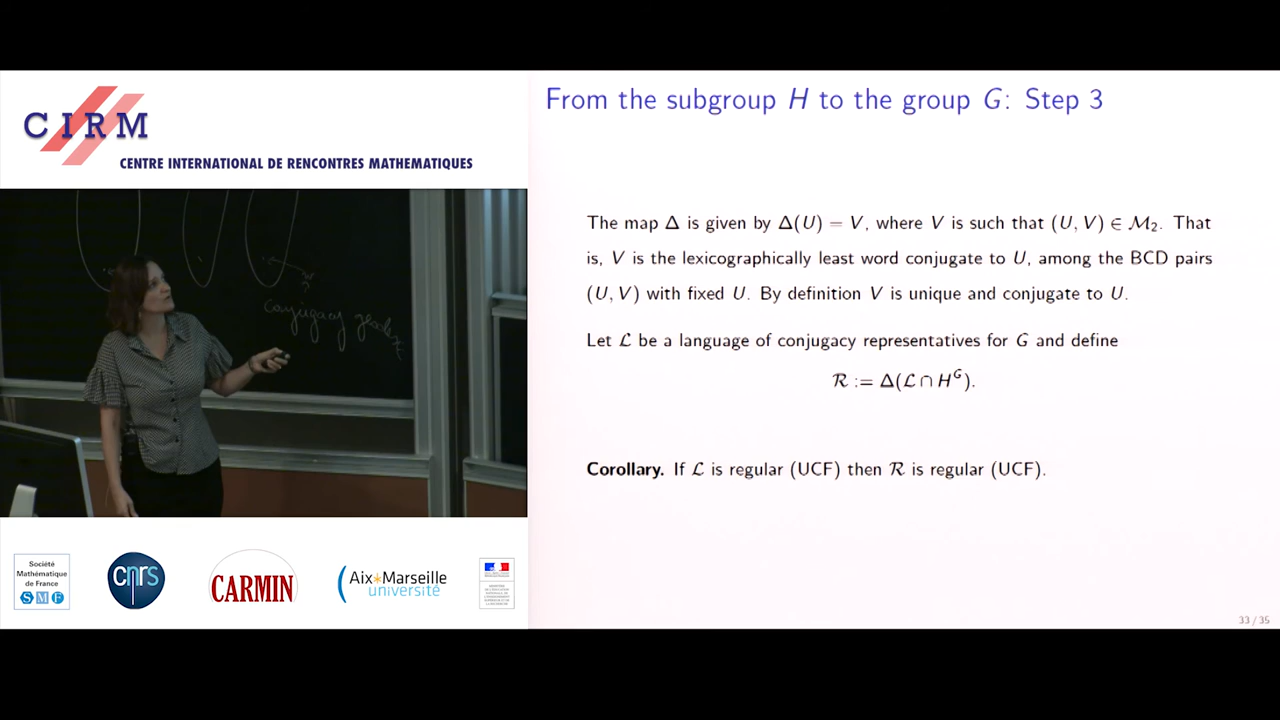 CIRM
CENTRE INTERNATIONAL DE RENCONTRES MATHEMATIQUES
From the subgroup H to the group G: Step 3
The map Δ is given by Δ(U) = V, where V is such that (U, V) ∈ ℳ₂. That
is, V is the lexicographically least word conjugate to U, among the BCD pairs
(U, V) with fixed U. By definition V is unique and conjugate to U.
Let ℒ be a language of conjugacy representatives for G and define
ℛ := Δ(ℒ ∩ Hᴳ).
Corollary. If ℒ is regular (UCF) then ℛ is regular (UCF).
33 / 35
conjugacy
Société
Mathématique
de France
S M F
cnrs
CARMIN
Aix*Marseille
université